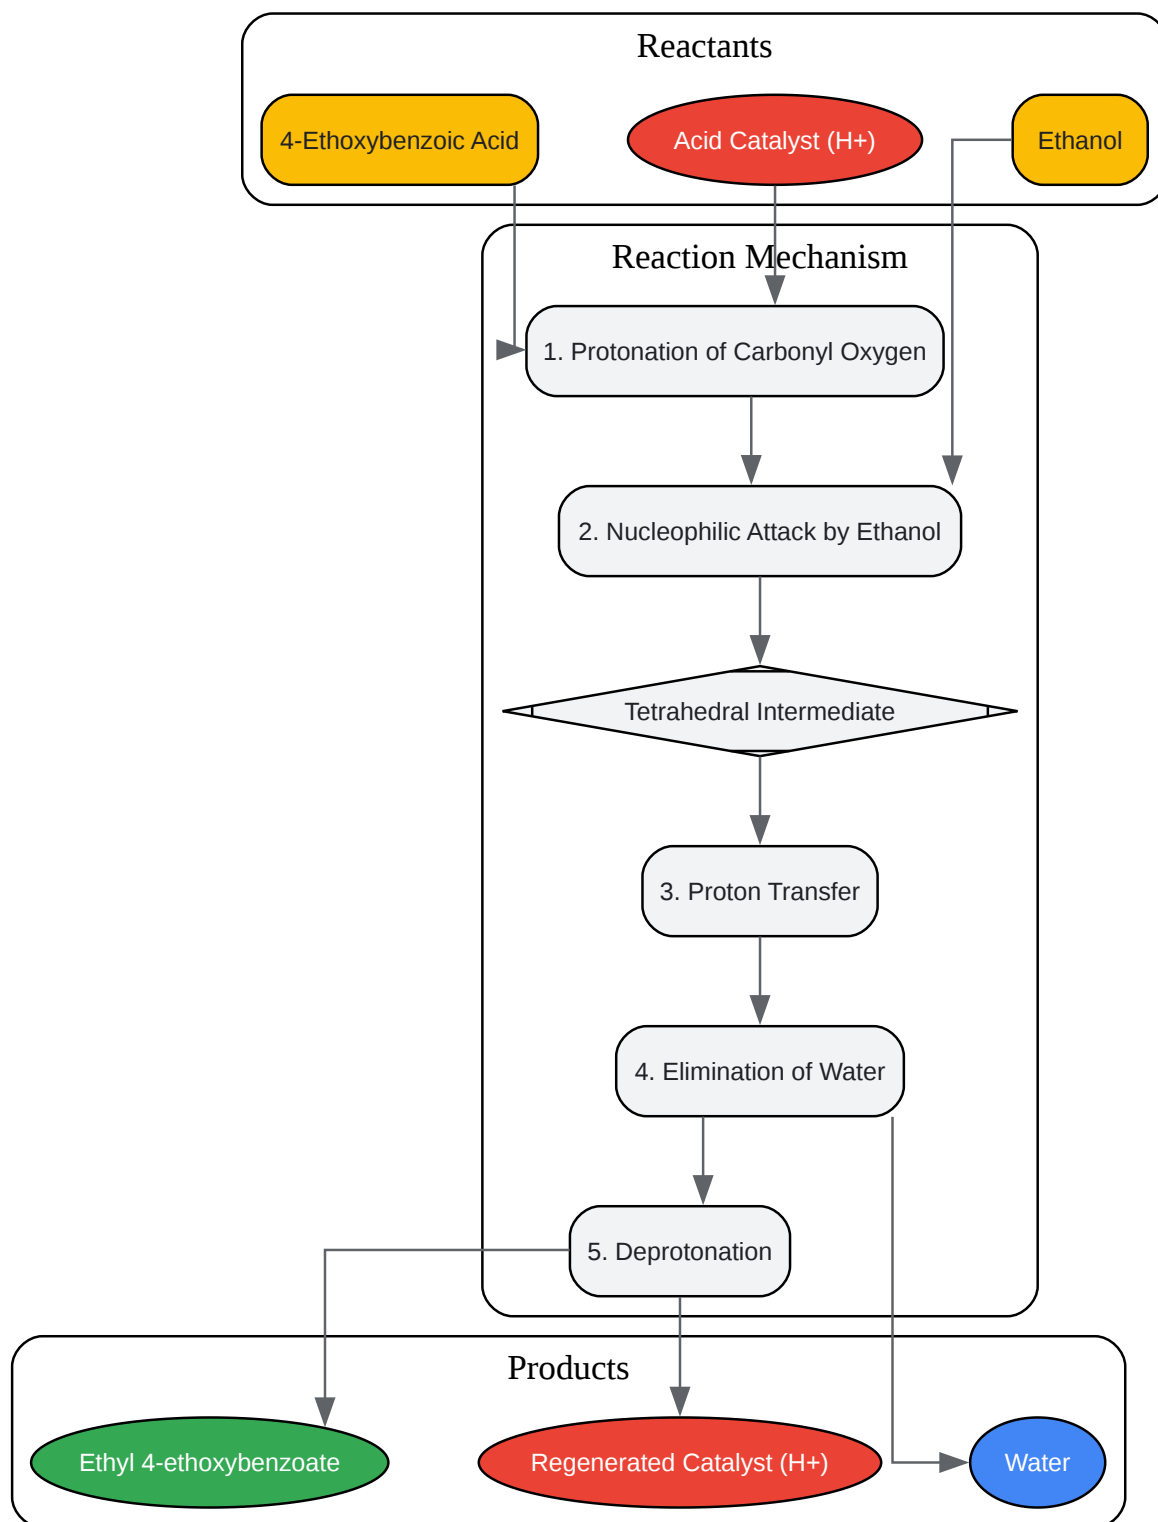 Reactants
4-Ethoxybenzoic Acid
Acid Catalyst (H+)
Ethanol
Reaction Mechanism
1. Protonation of Carbonyl Oxygen
2. Nucleophilic Attack by Ethanol
Tetrahedral Intermediate
3. Proton Transfer
4. Elimination of Water
5. Deprotonation
Products
Ethyl 4-ethoxybenzoate
Regenerated Catalyst (H+)
Water